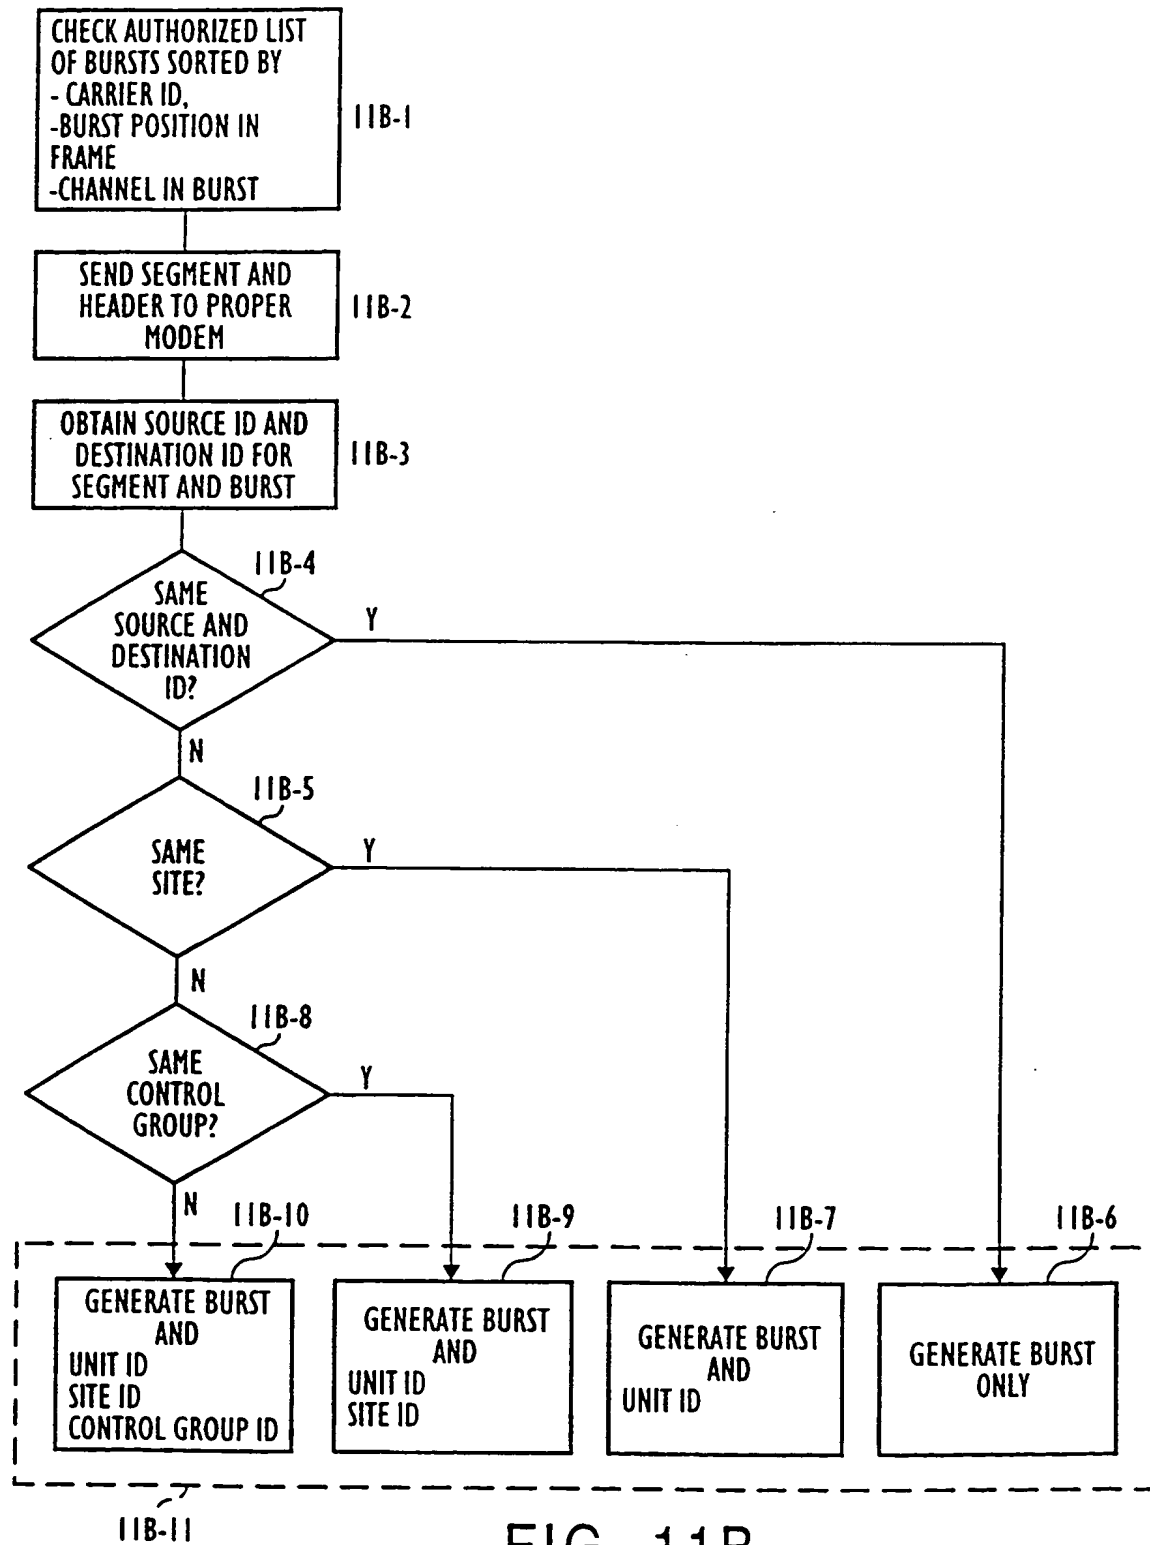 CHECK AUTHORIZED LIST
OF BURSTS SORTED BY
- CARRIER ID,
-BURST POSITION IN
FRAME
-CHANNEL IN BURST
11B-1
SEND SEGMENT AND
HEADER TO PROPER
MODEM
11B-2
OBTAIN SOURCE ID AND
DESTINATION ID FOR
SEGMENT AND BURST
11B-3
11B-4
SAME
SOURCE AND
DESTINATION
ID?
Y
N
11B-5
SAME
SITE?
Y
N
11B-8
SAME
CONTROL
GROUP?
Y
N
11B-10
11B-9
11B-7
11B-6
GENERATE BURST
AND
UNIT ID
SITE ID
CONTROL GROUP ID
GENERATE BURST
AND
UNIT ID
SITE ID
GENERATE BURST
AND
UNIT ID
GENERATE BURST
ONLY
11B-11
FIG. 11B